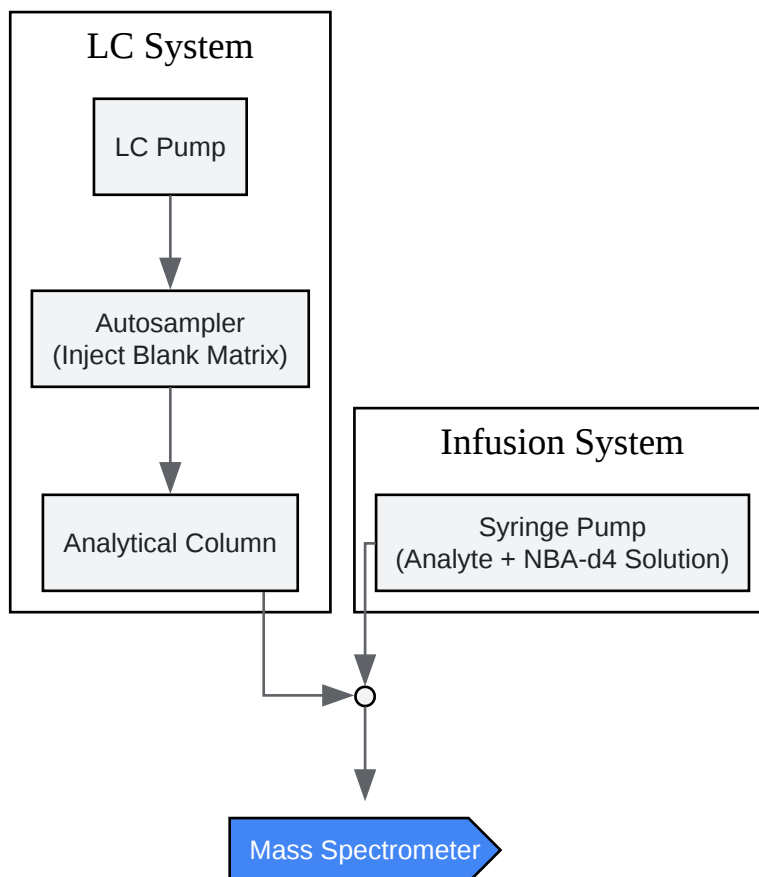 LC System
LC Pump
Autosampler
(Inject Blank Matrix)
Analytical Column
Infusion System
Syringe Pump
(Analyte + NBA-d4 Solution)
Mass Spectrometer